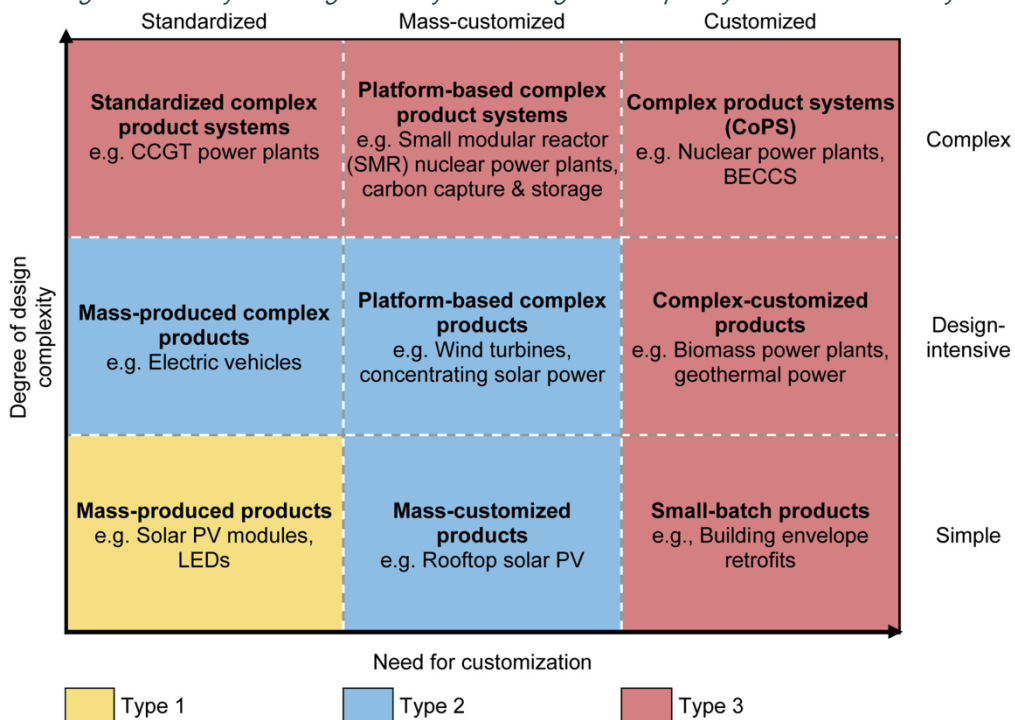 Standardized
Mass-customized
Customized
Standardized complex
product systems
e.g. CCGT power plants
Platform-based complex
product systems
e.g. Small modular reactor
(SMR) nuclear power plants,
carbon capture & storage
Complex product systems
(CoPS)
e.g. Nuclear power plants,
BECCS
Complex
Degree of design
complexity
Mass-produced complex
products
e.g. Electric vehicles
Platform-based complex
products
e.g. Wind turbines,
concentrating solar power
Complex-customized
products
e.g. Biomass power plants,
geothermal power
Design-
intensive
Mass-produced products
e.g. Solar PV modules,
LEDs
Mass-customized
products
e.g. Rooftop solar PV
Small-batch products
e.g., Building envelope
retrofits
Simple
Need for customization
Type 1
Type 2
Type 3